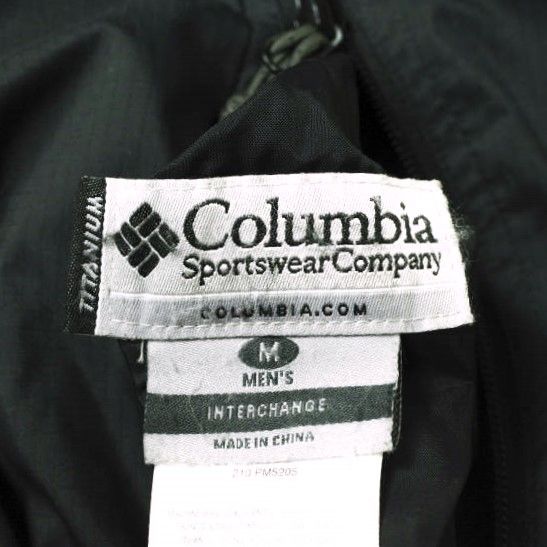 TITANIUM
Columbia
Sportswear Company
COLUMBIA.COM
M
MEN'S
INTERCHANGE
MADE IN CHINA